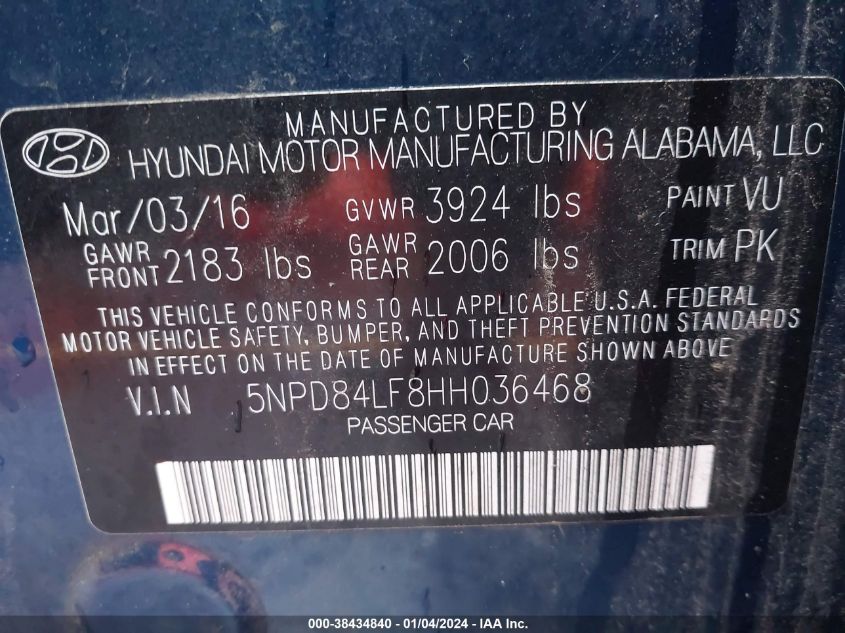 MANUFACTURED BY
HYUNDAI MOTOR MANUFACTURING ALABAMA, LLC
Mar/03/16 GVWR 3924 lbs PAINT VU
GAWR FRONT 2183 lbs GAWR REAR 2006 lbs TRIM PK
THIS VEHICLE CONFORMS TO ALL APPLICABLE U.S.A. FEDERAL
MOTOR VEHICLE SAFETY, BUMPER, AND THEFT PREVENTION STANDARDS
IN EFFECT ON THE DATE OF MANUFACTURE SHOWN ABOVE
V.I.N 5NPD84LF8HH036468
PASSENGER CAR
000-38434840 - 01/04/2024 - IAA Inc.